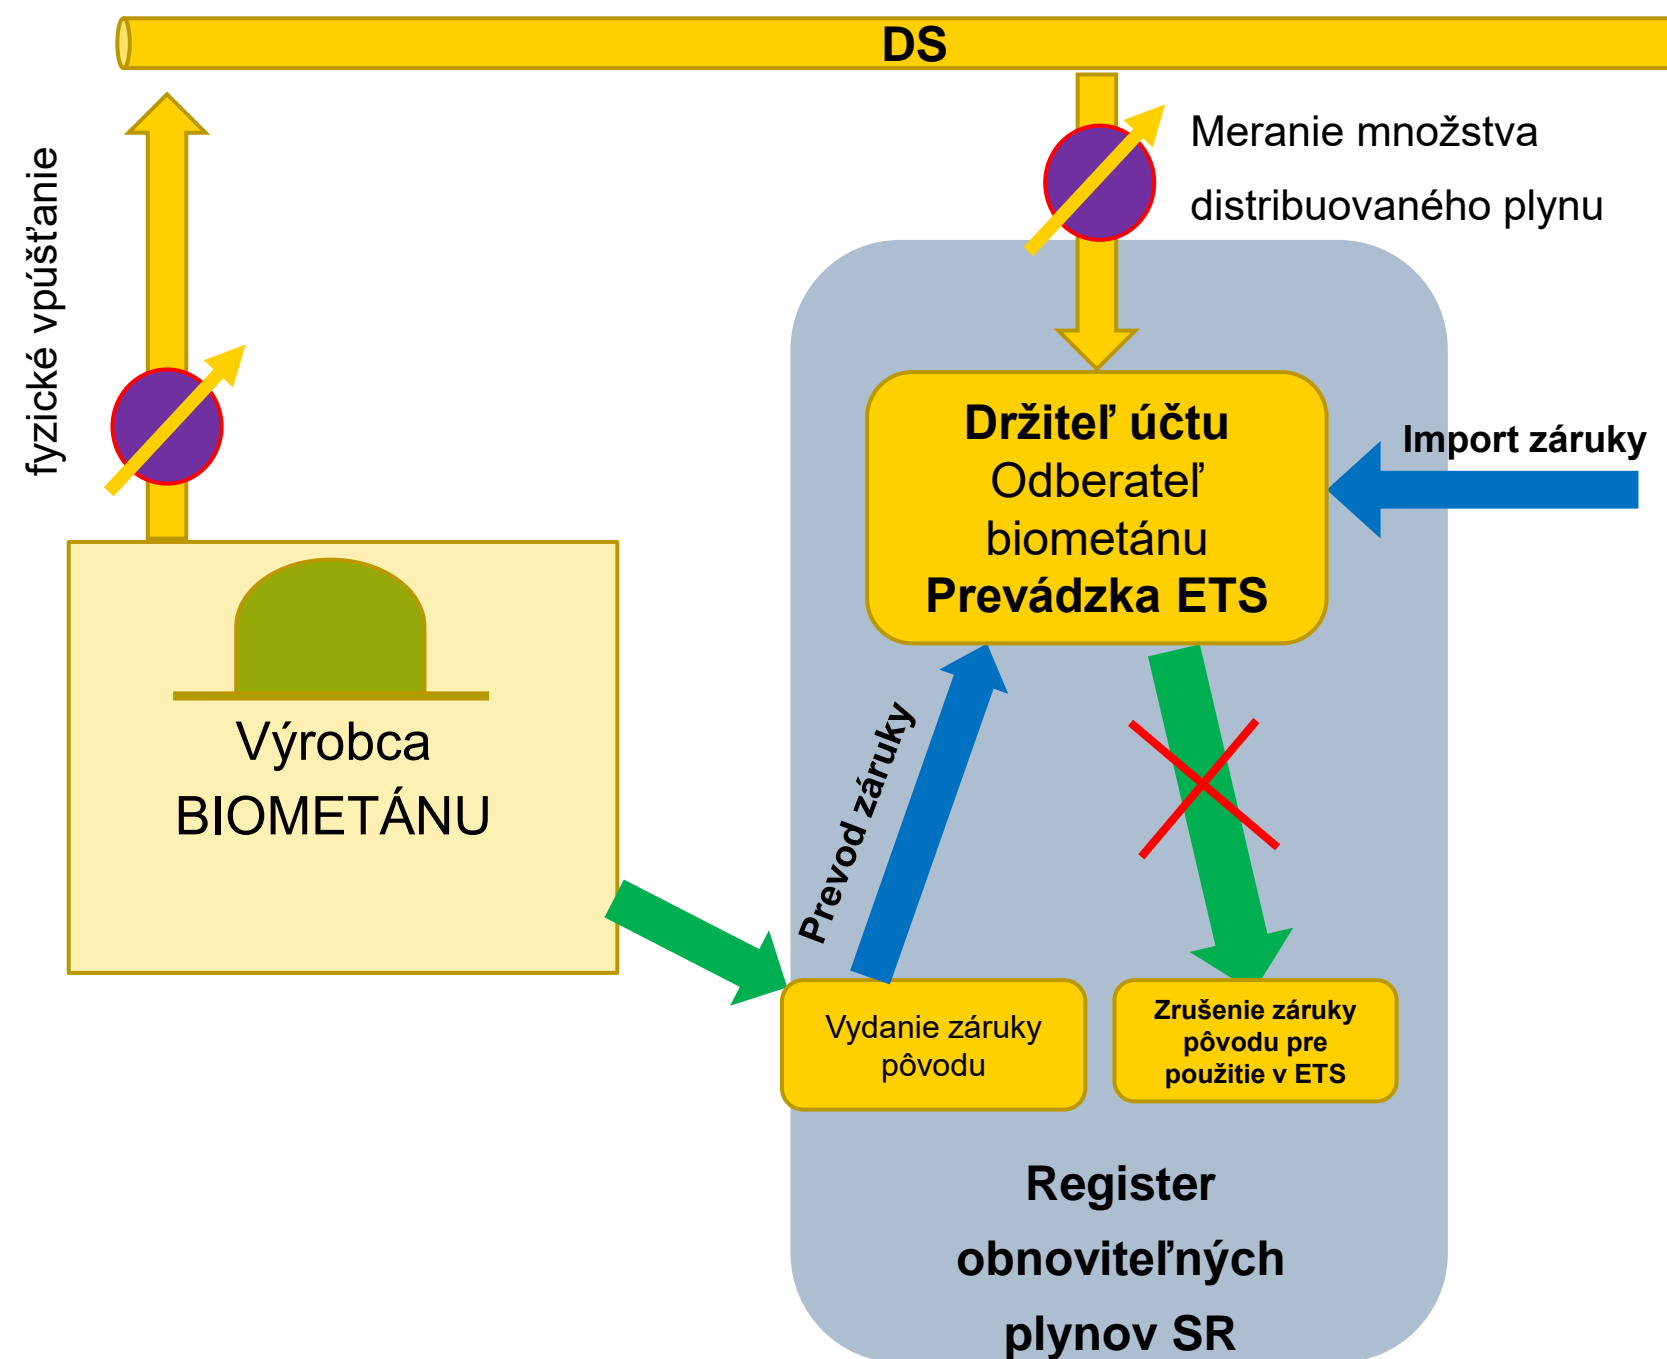 DS
Meranie množstva
distribuovaného plynu
fyzické vpúšťanie
Držiteľ účtu
Odberateľ
biometánu
Prevádzka ETS
Import záruky
Výrobca
BIOMETÁNU
Prevod záruky
Vydanie záruky
pôvodu
Zrušenie záruky
pôvodu pre
použitie v ETS
Register
obnoviteľných
plynov SR